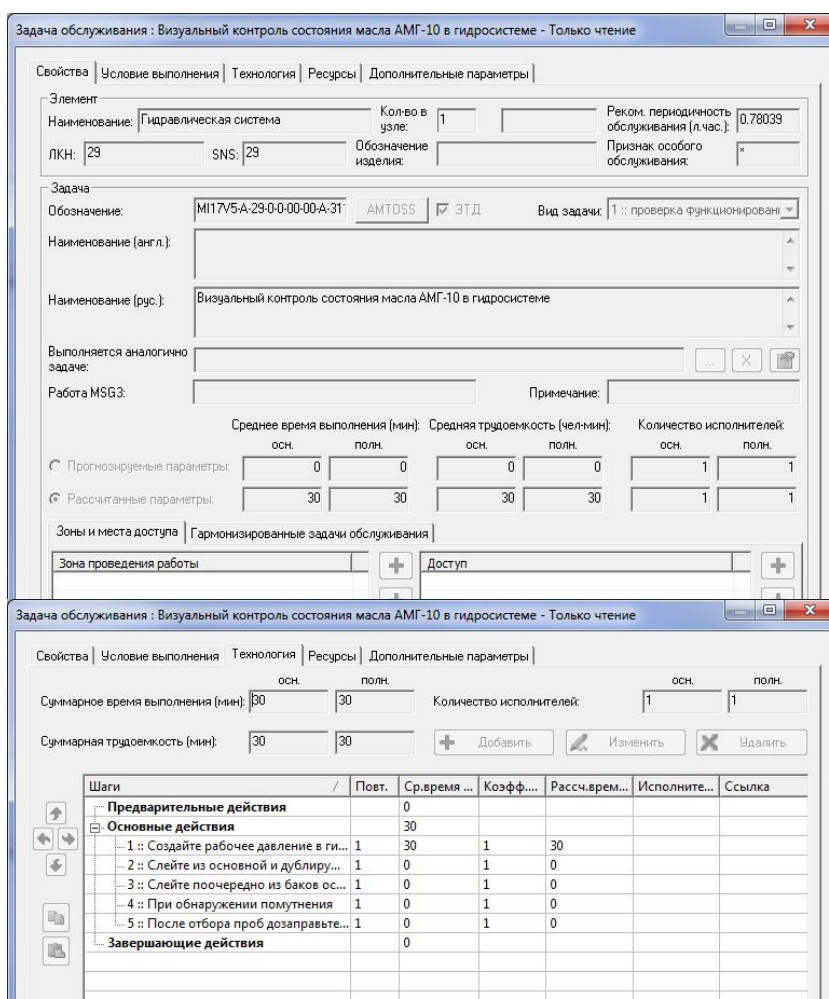 Задача обслуживания : Визуальный контроль состояния масла АМГ-10 в гидросистеме - Только чтение
Свойства Условие выполнения Технология Ресурсы Дополнительные параметры
Элемент
Наименование: Гидравлическая система Кол-во в узле: 1 Реком. периодичность обслуживания (л.час.): 0.78039
ЛКН: 29 SNS: 29 Обозначение изделия: Признак особого обслуживания: *
Задача
Обозначение: MI17V5-A-29-0-0-00-00-A-31 AMTOSS ЭТД Вид задачи: 1 :: проверка функционировани
Наименование (англ.):
Наименование (рус.): Визуальный контроль состояния масла АМГ-10 в гидросистеме
Выполняется аналогично
задаче: ...
Работа MSG3: Примечание:
Среднее время выполнения (мин): Средняя трудоемкость (чел-мин): Количество исполнителей:
осн. полн. осн. полн. осн. полн.
Прогнозируемые параметры: 0 0 0 0 1 1
Рассчитанные параметры: 30 30 30 30 1 1
Зоны и места доступа Гармонизированные задачи обслуживания
Зона проведения работы Доступ
Задача обслуживания : Визуальный контроль состояния масла АМГ-10 в гидросистеме - Только чтение
Свойства Условие выполнения Технология Ресурсы Дополнительные параметры
осн. полн. осн. полн.
Суммарное время выполнения (мин): 30 30 Количество исполнителей: 1 1
Суммарная трудоемкость (мин): 30 30 Добавить Изменить Удалить
Шаги Повт. Ср.время ... Коэфф.... Рассч.врем... Исполните... Ссылка
Предварительные действия 0
Основные действия 30
1 :: Создайте рабочее давление в ги... 1 30 1 30
2 :: Слейте из основной и дублиру... 1 0 1 0
3 :: Слейте поочередно из баков ос... 1 0 1 0
4 :: При обнаружении помутнения 1 0 1 0
5 :: После отбора проб дозаправьте... 1 0 1 0
Завершающие действия 0